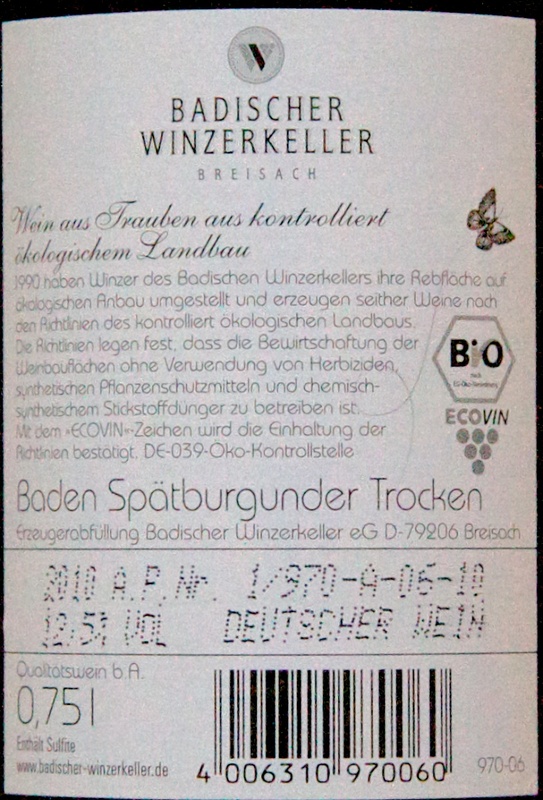 BADISCHER
WINZERKELLER
BREISACH
Wein aus Trauben aus kontrolliert
ökologischem Landbau
1990 haben Winzer des Badischen Winzerkellers ihre Rebfläche auf
ökologischen Anbau umgestellt und erzeugen seither Weine nach
den Richtlinien des kontrolliert ökologischen Landbaus.
Die Richtlinien legen fest, dass die Bewirtschaftung der
Weinbauflächen ohne Verwendung von Herbiziden,
synthetischen Pflanzenschutzmitteln und chemisch-
synthetischem Stickstoffdünger zu betreiben ist.
Mit dem »ECOVIN«-Zeichen wird die Einhaltung der
Richtlinien bestätigt. DE-039-Öko-Kontrollstelle
BIO
nach
EG-Öko-Verordnung
ECOVIN
Baden Spätburgunder Trocken
Erzeugerabfüllung Badischer Winzerkeller eG D-79206 Breisach
2010 A.P.Nr. 1/970-A-06-10
12.5% VOL DEUTSCHER WEIN
Qualitätswein b.A.
0,75 l
Enthält Sulfite
www.badischer-winzerkeller.de
4 006310 970060
970-06